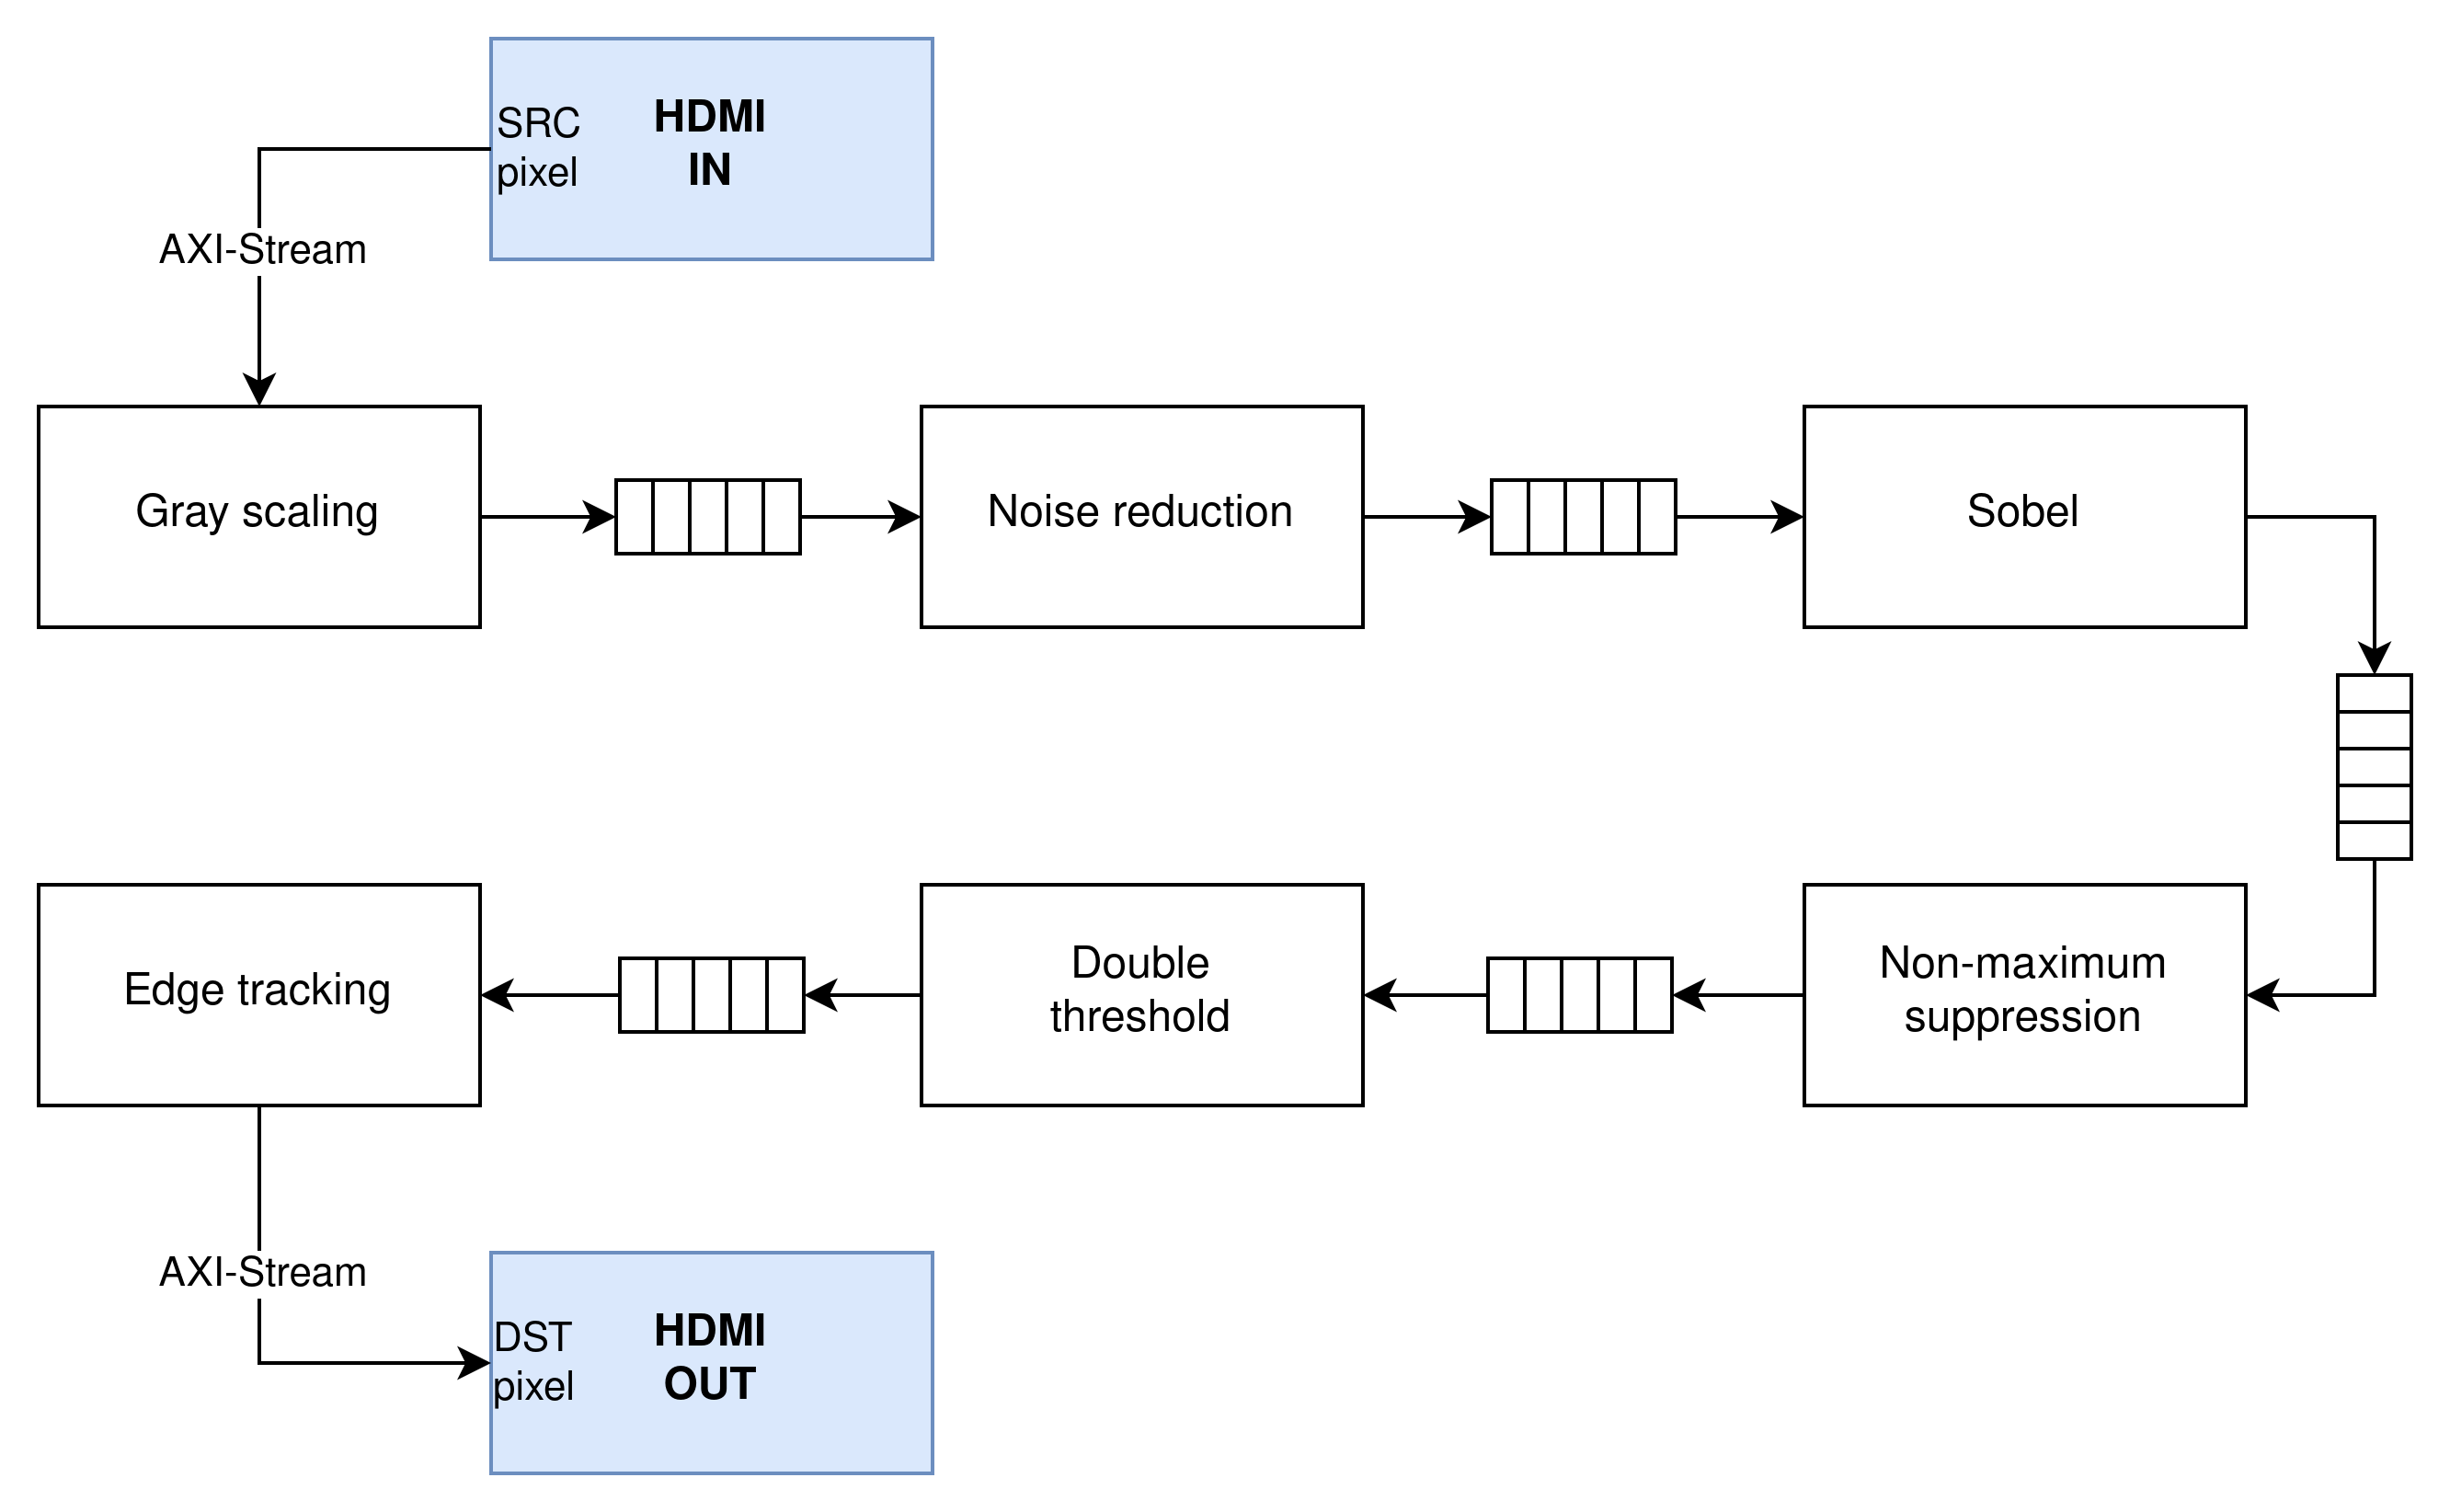 SRC
pixel
HDMI
IN
AXI-Stream
Gray scaling
Noise reduction
Sobel
Edge tracking
Double
threshold
Non-maximum
suppression
AXI-Stream
DST
pixel
HDMI
OUT